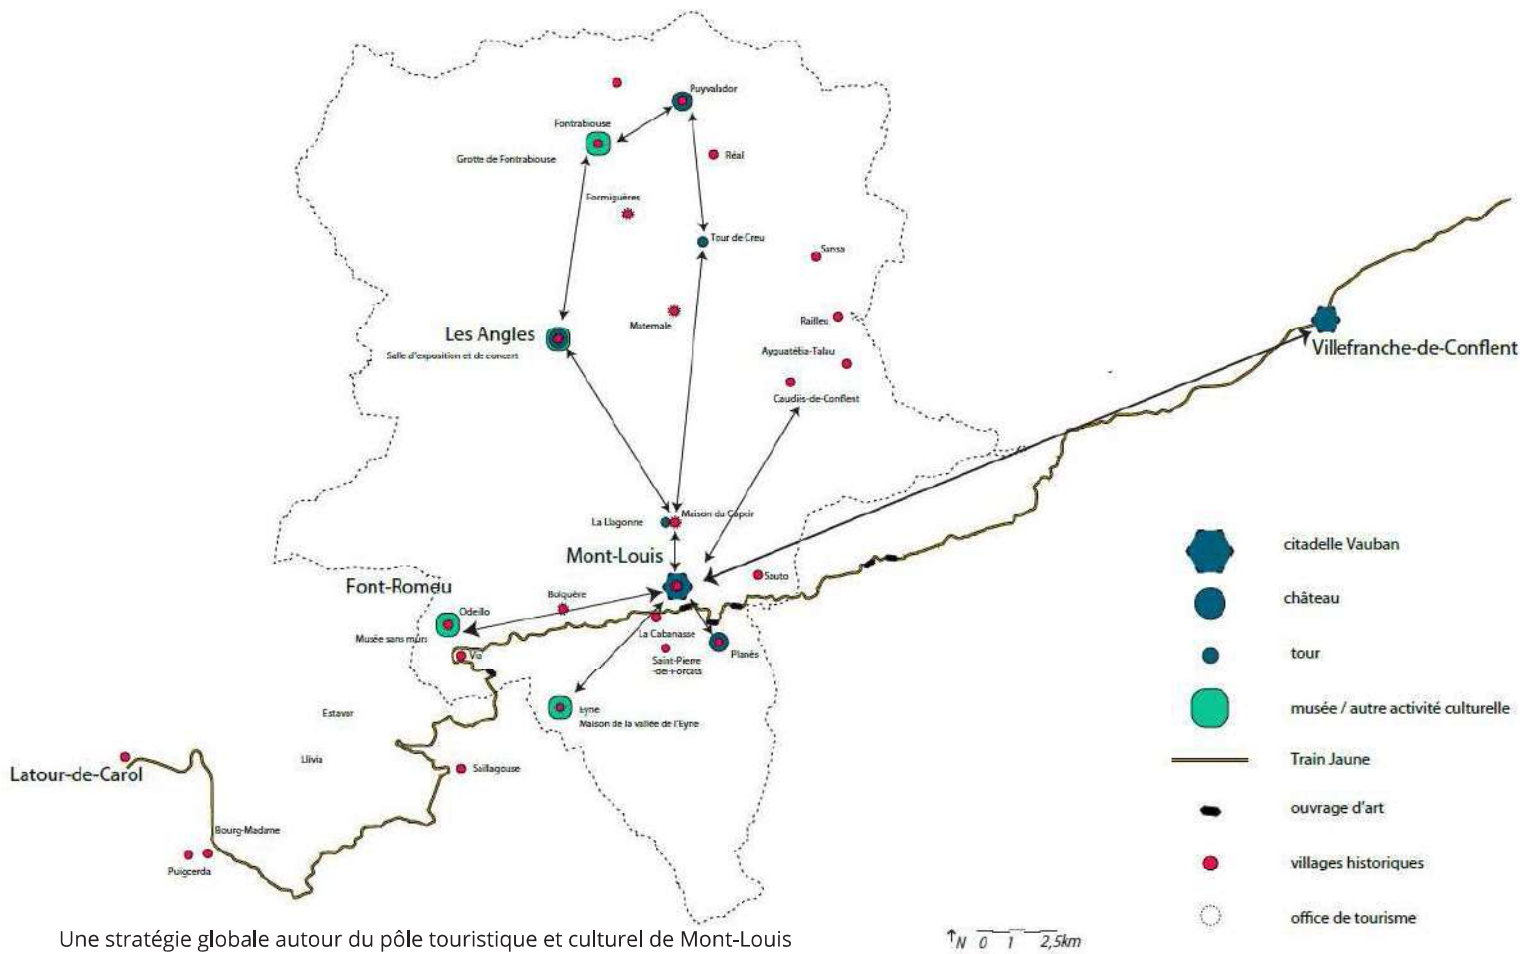 Puyvalador
Fontrabiouse
Grotte de Fontrabiouse
Réal
Formiguères
Tour de Creu
Sansa
Les Angles
Salle d'exposition et de concert
Matemale
Railleu
Ayguatébia-Talau
Caudiès-de-Conflent
Villefranche-de-Conflent
La Llagonne
Maison du Capcir
Mont-Louis
Font-Romeu
Sauto
Bolquère
Odeillo
Musée sans murs
La Cabanasse
Via
Saint-Pierre
-dels-Forcats
Planès
Eyne
Maison de la vallée de l'Eyne
Estavar
Llivia
Saillagouse
Latour-de-Carol
Bourg-Madame
Puigcerda
citadelle Vauban
château
tour
musée / autre activité culturelle
Train Jaune
ouvrage d'art
villages historiques
office de tourisme
Une stratégie globale autour du pôle touristique et culturel de Mont-Louis
↑N 0 1 2,5km